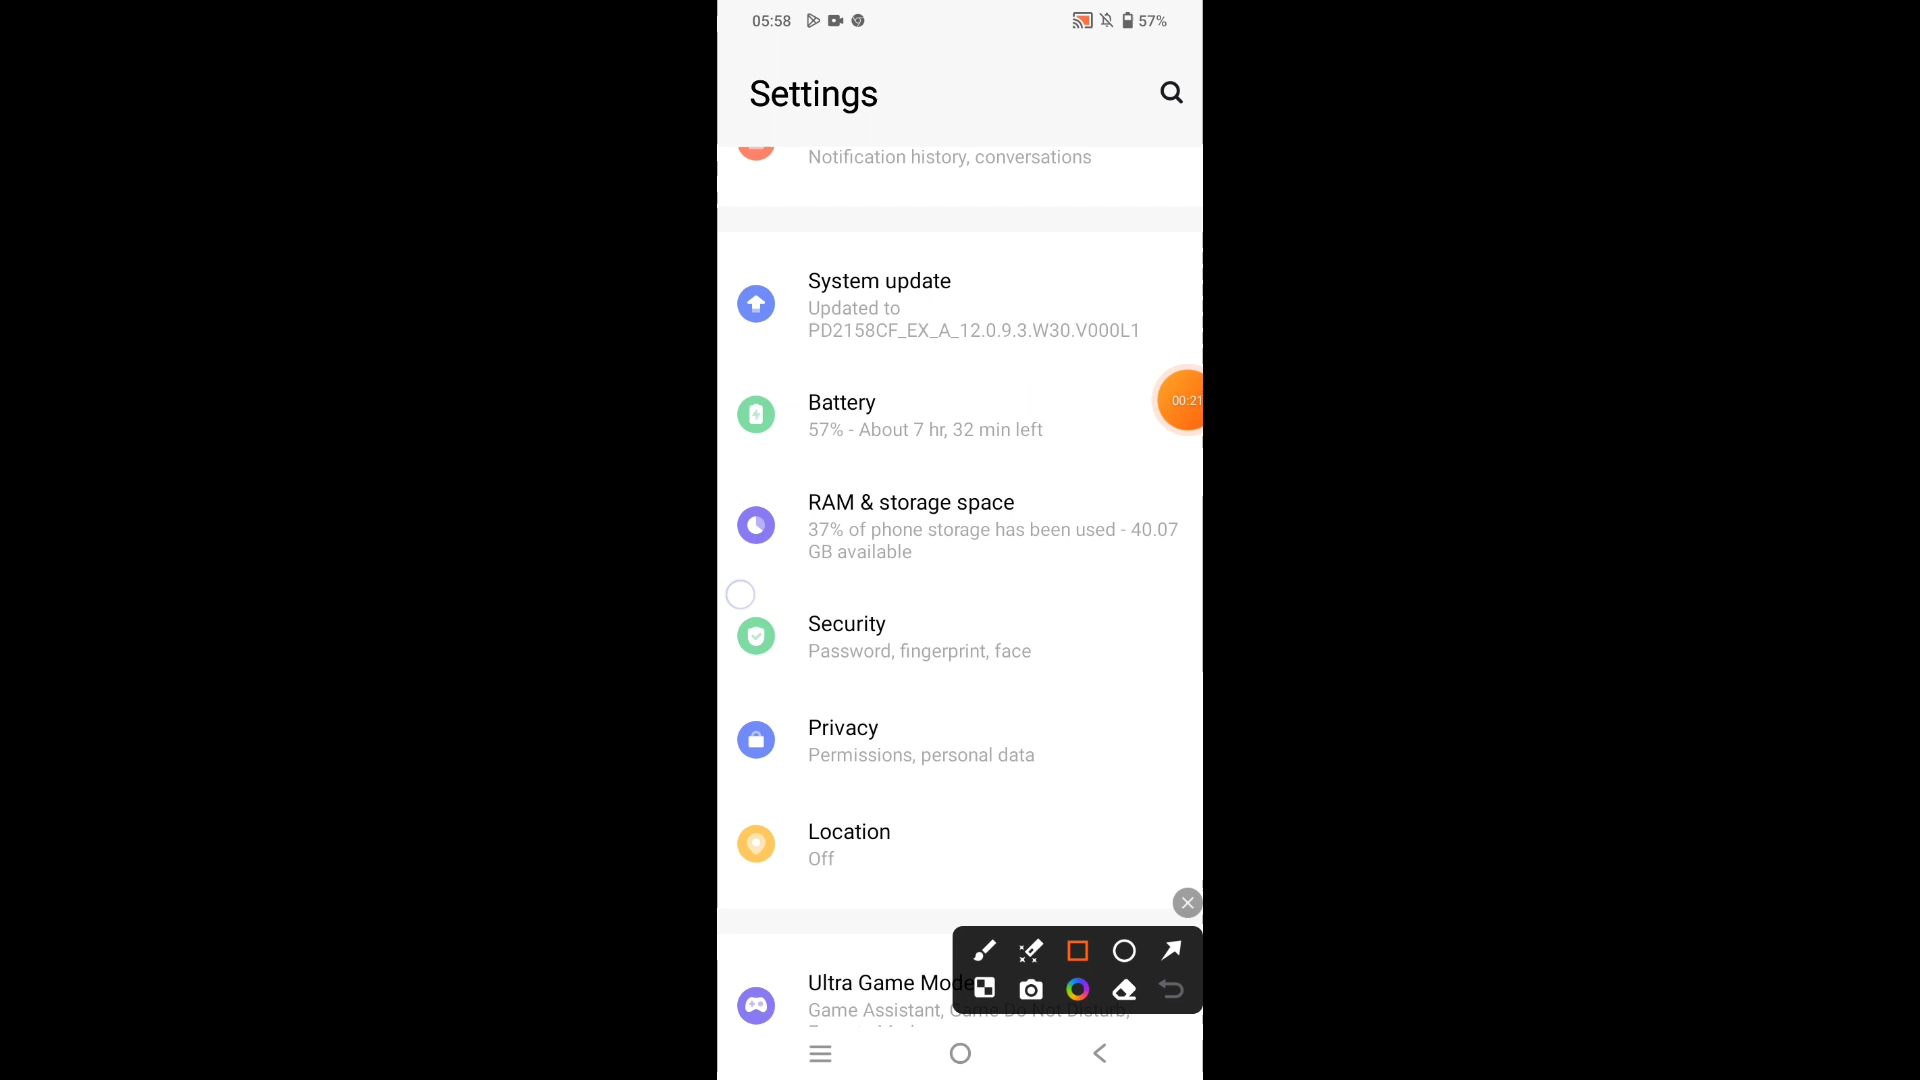 05:58
57%
Settings
Notification history, conversations
System update
Updated to
PD2158CF_EX_A_12.0.9.3.W30.V000L1
Battery
57% - About 7 hr, 32 min left
00:21
RAM & storage space
37% of phone storage has been used - 40.07
GB available
Security
Password, fingerprint, face
Privacy
Permissions, personal data
Location
Off
Ultra Game Mode
Game Assistant, Game Do Not Disturb,